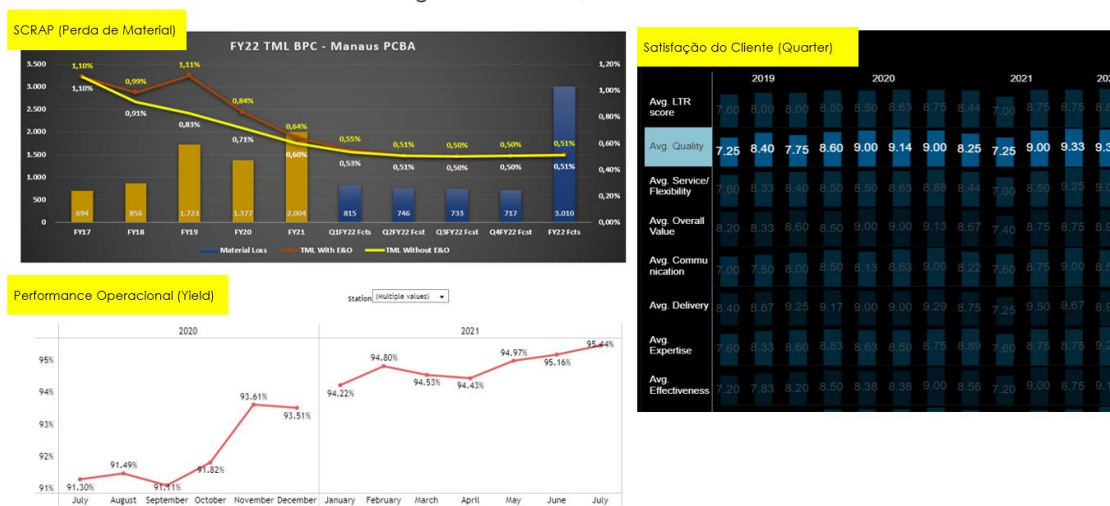 SCRAP (Perda de Material)
FY22 TML BPC - Manaus PCBA
3.500
3.000
2.500
2.000
1.500
1.000
500
0
1,20%
1,00%
0,80%
0,60%
0,40%
0,20%
0,00%
1,10% 0,99% 1,11% 0,84% 0,64% 0,55% 0,51% 0,50% 0,50% 0,51%
1,10% 0,91% 0,83% 0,71% 0,60% 0,53% 0,51% 0,50% 0,50% 0,51%
694 856 1.723 1.377 2.004 815 746 733 717 3.010
FY17 FY18 FY19 FY20 FY21 Q1FY22 Fcts Q2FY22 Fcst Q3FY22 Fcst Q4FY22 Fcst FY22 Fcts
Material Loss TML With E&O TML Without E&O
Satisfação do Cliente (Quarter)
2019 2020 2021
Avg. LTR
score
7.60 8.00 8.00 8.50 8.50 8.63 8.75 8.44 7.00 8.75 8.75
Avg. Quality 7.25 8.40 7.75 8.60 9.00 9.14 9.00 8.25 7.25 9.00 9.33 9.3
Avg. Service/
Flexibility
7.60 8.33 8.40 8.50 8.50 8.63 8.88 8.44 7.00 8.50 9.25
Avg. Overall
Value
8.20 8.33 8.60 8.50 9.00 9.00 9.13 8.67 7.40 8.75 8.75
Avg. Commu
nication
7.00 7.50 8.00 8.50 8.13 8.63 9.00 8.22 7.60 8.75 9.00
Avg. Delivery 8.40 8.67 9.25 9.17 9.00 9.00 9.29 8.75 7.25 9.50 9.67
Avg.
Expertise
7.60 8.33 8.60 8.83 8.63 8.50 8.75 8.89 7.60 8.75 8.75
Avg.
Effectiveness
7.20 7.83 8.20 8.50 8.38 8.38 9.00 8.56 7.20 9.00 8.75
Performance Operacional (Yield)
Station (Multiple values)
2020 2021
95%
94%
93%
92%
91%
91.30% 91.49% 91.11% 91.82% 93.61% 93.51% 94.22% 94.80% 94.53% 94.43% 94.97% 95.16% 95.44%
July August September October November December January February March April May June July